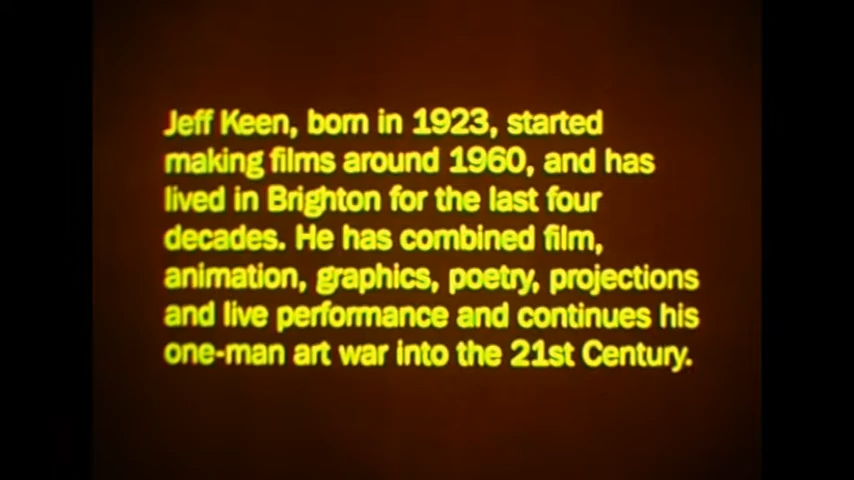 Jeff Keen, born in 1923, started
making films around 1960, and has
lived in Brighton for the last four
decades. He has combined film,
animation, graphics, poetry, projections
and live performance and continues his
one-man art war into the 21st Century.